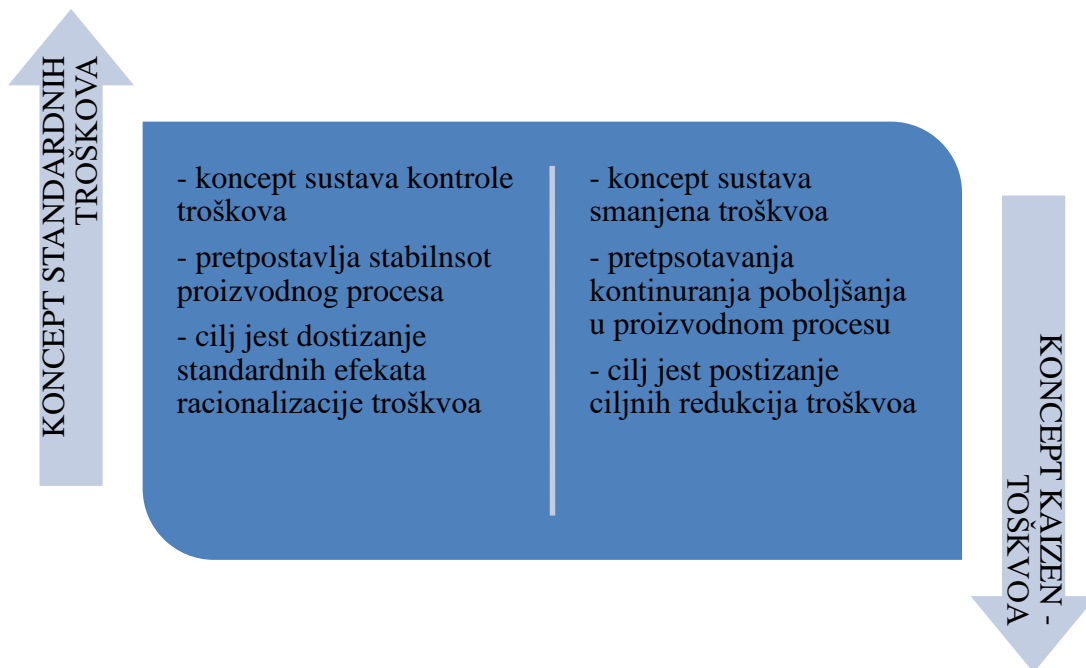 KONCEPT STANDARDNIH
TROŠKOVA
- koncept sustava kontrole
troškova
- pretpostavlja stabilnsot
proizvodnog procesa
- cilj jest dostizanje
standardnih efekata
racionalizacije troškvoa
- koncept sustava
smanjena troškvoa
- pretpsotavanja
kontinuranja poboljšanja
u proizvodnom procesu
- cilj jest postizanje
ciljnih redukcija troškvoa
KONCEPT KAIZEN -
TOŠKVOA